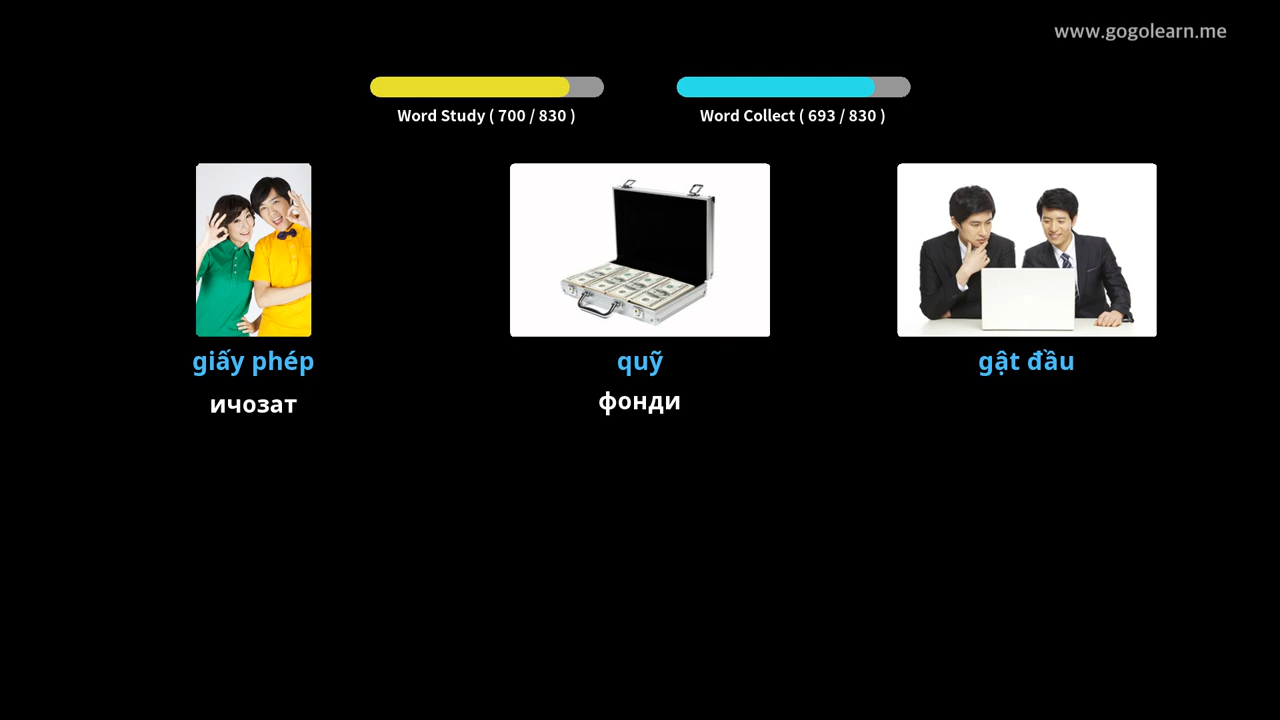 www.gogolearn.me
Word Study ( 700 / 830 )
Word Collect ( 693 / 830 )
giấy phép
quỹ
gật đầu
ичозат
фонди